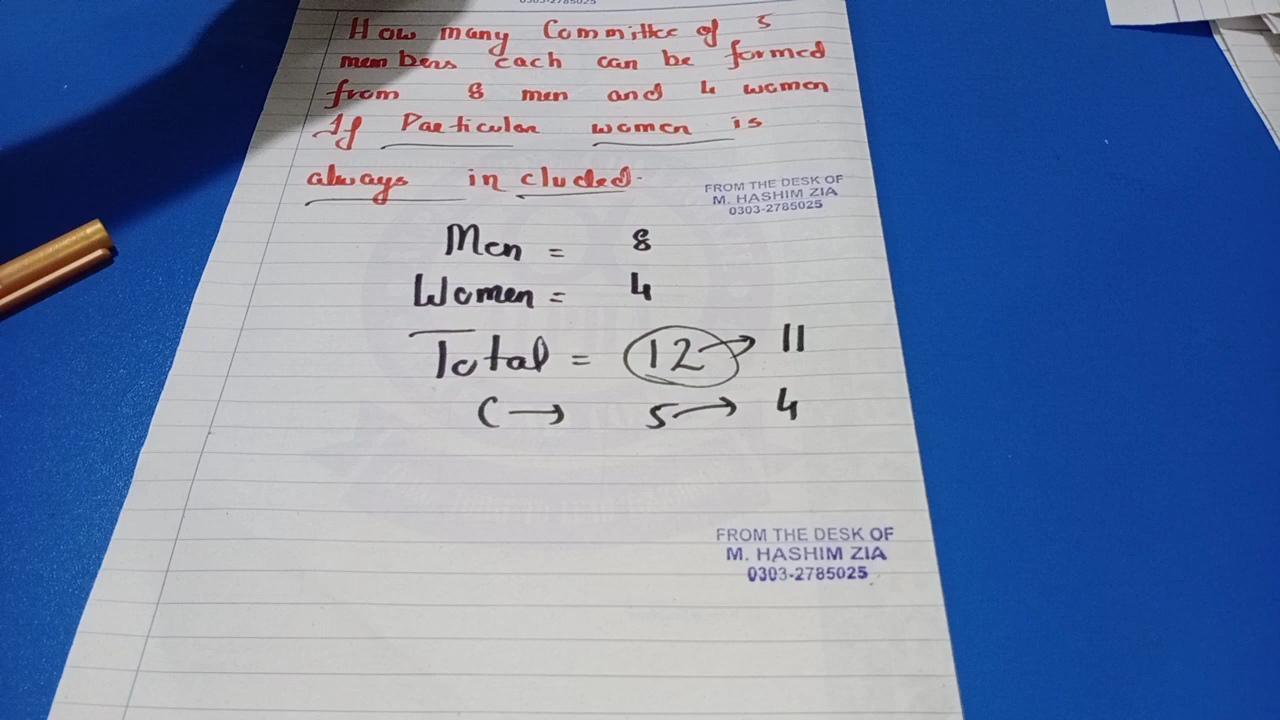 How many Committee of 5
members each can be formed
from 8 men and 4 women
If Particular women is
always included.
FROM THE DESK OF
M. HASHIM ZIA
0303-2785025
Men = 8
Women = 4
Total = 12 → 11
C → 5 → 4
FROM THE DESK OF
M. HASHIM ZIA
0303-2785025